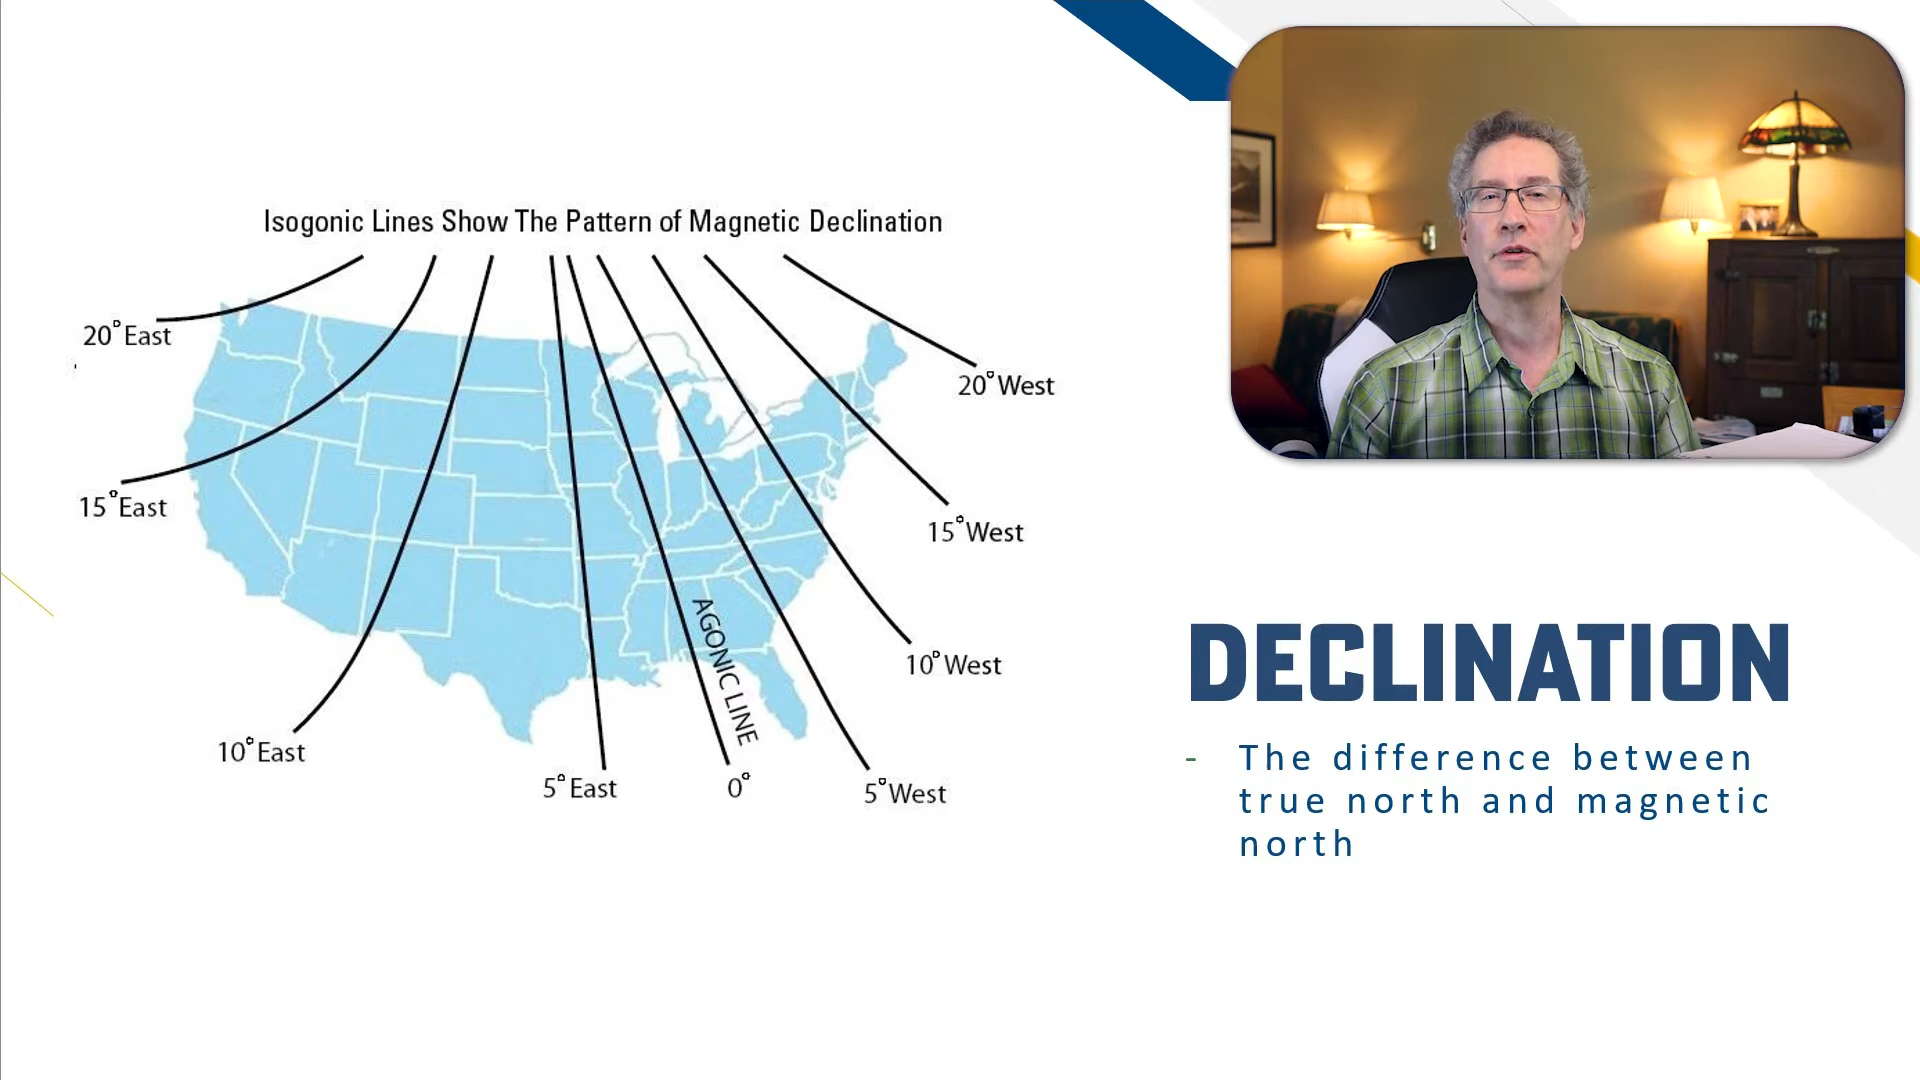 Isogonic Lines Show The Pattern of Magnetic Declination
20° East
20° West
15° East
15° West
10° West
AGONIC LINE
10° East
5° East
0°
5° West
DECLINATION
- The difference between
true north and magnetic
north